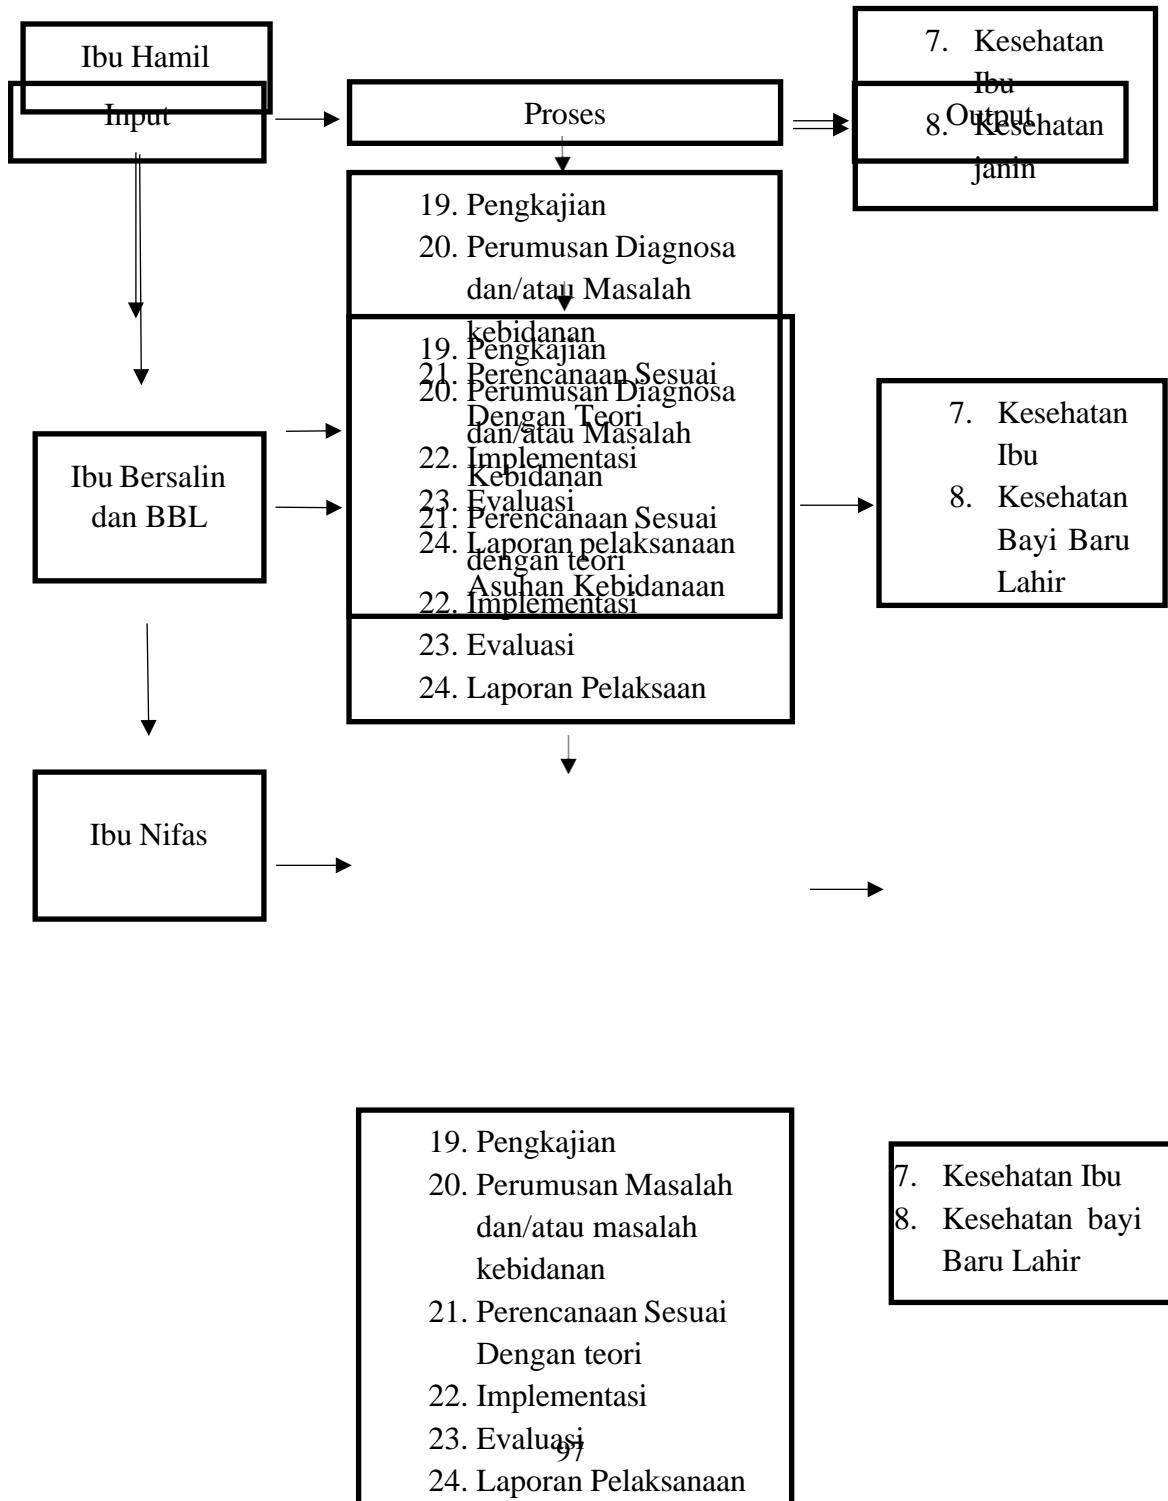 Ibu Hamil
Input
Proses
7. Kesehatan
Ibu
8. Kesehatan
janin
Output
19. Pengkajian
20. Perumusan Diagnosa
dan/atau Masalah
kebidanan
21. Perencanaan Sesuai
Dengan Teori
22. Implementasi
23. Evaluasi
24. Laporan pelaksanaan
Asuhan Kebidanaan
Ibu Bersalin
dan BBL
19. Pengkajian
20. Perumusan Diagnosa
dan/atau Masalah
Kebidanan
21. Perencanaan Sesuai
dengan teori
22. Implementasi
23. Evaluasi
24. Laporan Pelaksaan
7. Kesehatan
Ibu
8. Kesehatan
Bayi Baru
Lahir
Ibu Nifas
19. Pengkajian
20. Perumusan Masalah
dan/atau masalah
kebidanan
21. Perencanaan Sesuai
Dengan teori
22. Implementasi
23. Evaluasi
24. Laporan Pelaksanaan
7. Kesehatan Ibu
8. Kesehatan bayi
Baru Lahir
97